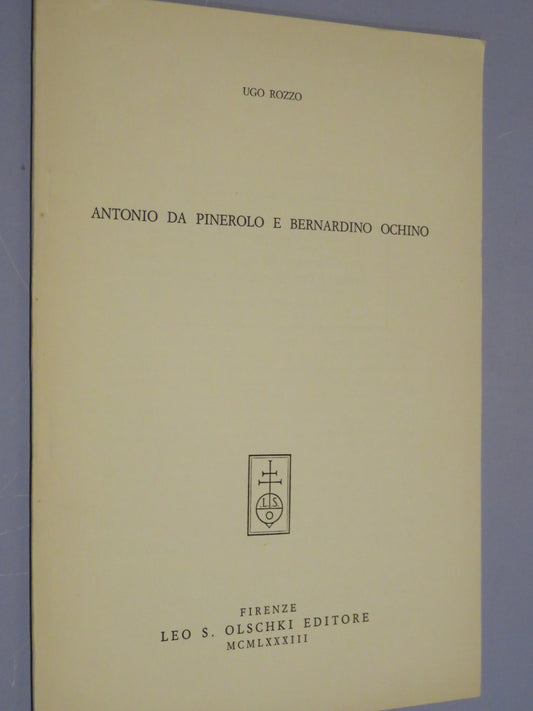 UGO ROZZO
ANTONIO DA PINEROLO E BERNARDINO OCHINO
L S
O
FIRENZE
LEO S. OLSCHKI EDITORE
MCMLXXXIII